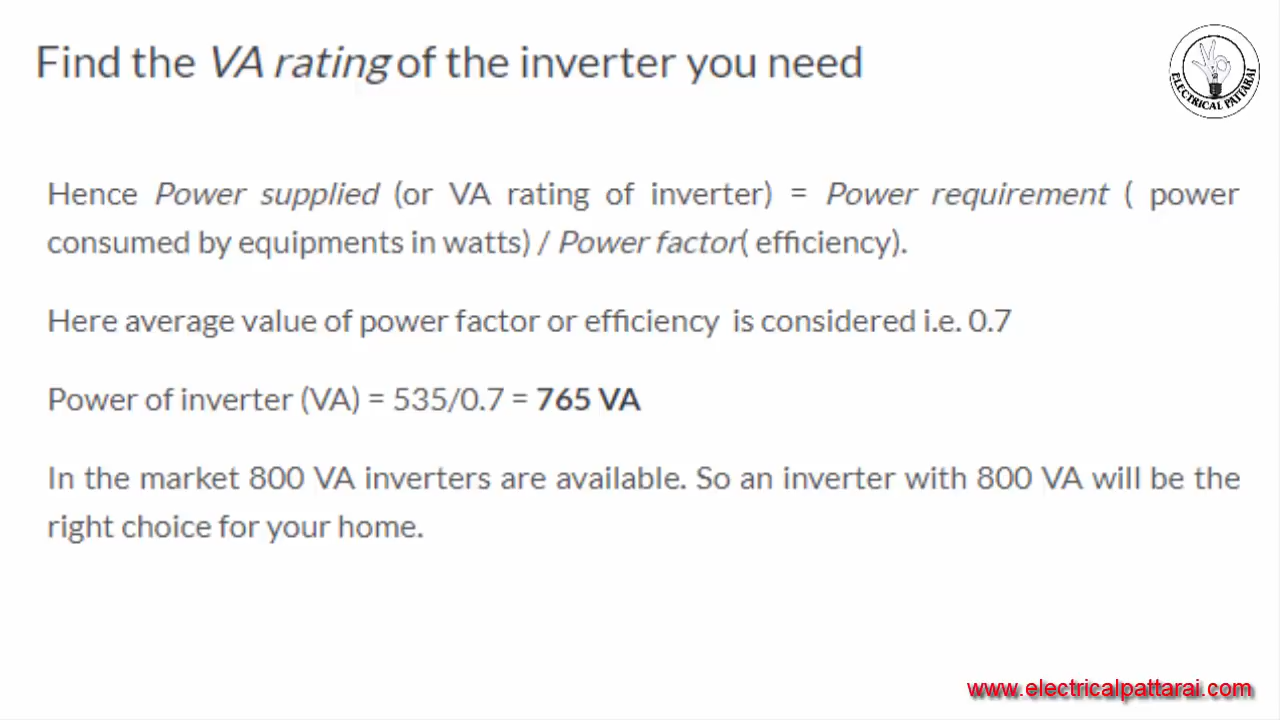 Find the VA rating of the inverter you need
ELECTRICAL PATTARAI
Hence Power supplied (or VA rating of inverter) = Power requirement ( power
consumed by equipments in watts) / Power factor( efficiency).
Here average value of power factor or efficiency is considered i.e. 0.7
Power of inverter (VA) = 535/0.7 = 765 VA
In the market 800 VA inverters are available. So an inverter with 800 VA will be the
right choice for your home.
www.electricalpattarai.com